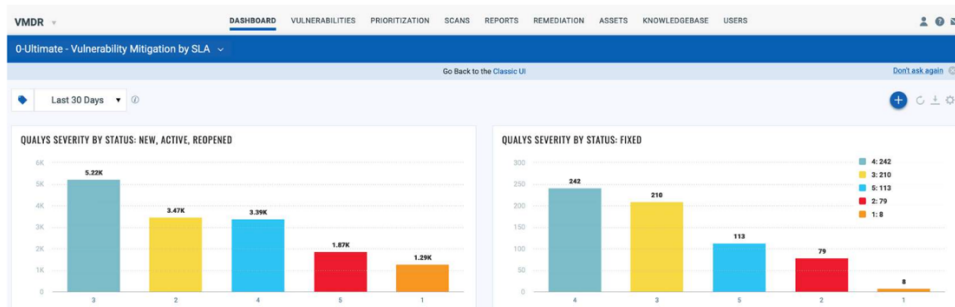 VMDR
DASHBOARD VULNERABILITIES PRIORITIZATION SCANS REPORTS REMEDIATION ASSETS KNOWLEDGEBASE USERS
0-Ultimate - Vulnerability Mitigation by SLA
Go Back to the Classic UI
Don't ask again
Last 30 Days
QUALYS SEVERITY BY STATUS: NEW, ACTIVE, REOPENED
6K
5K
4K
3K
2K
1K
0
5.22K
3.47K
3.39K
1.87K
1.29K
3 2 4 5 1
QUALYS SEVERITY BY STATUS: FIXED
300
250
200
150
100
50
0
242
210
113
79
8
4 3 5 2 1
4: 242
3: 210
5: 113
2: 79
1: 8